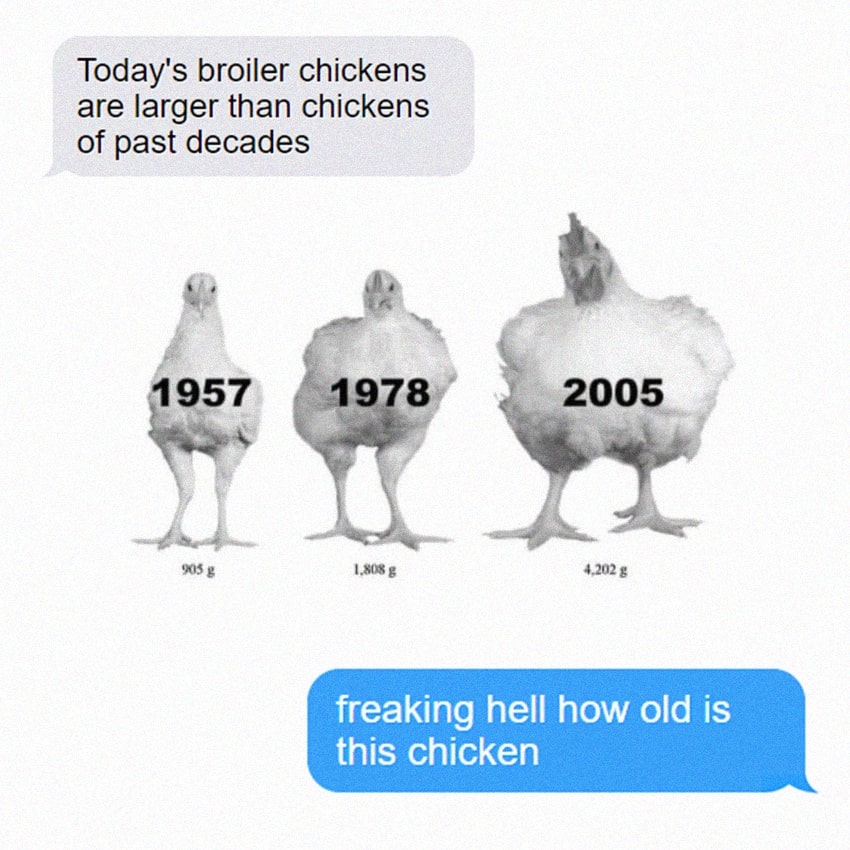 Today's broiler chickens
are larger than chickens
of past decades
1957
1978
2005
905 g
1,808 g
4,202 g
freaking hell how old is
this chicken